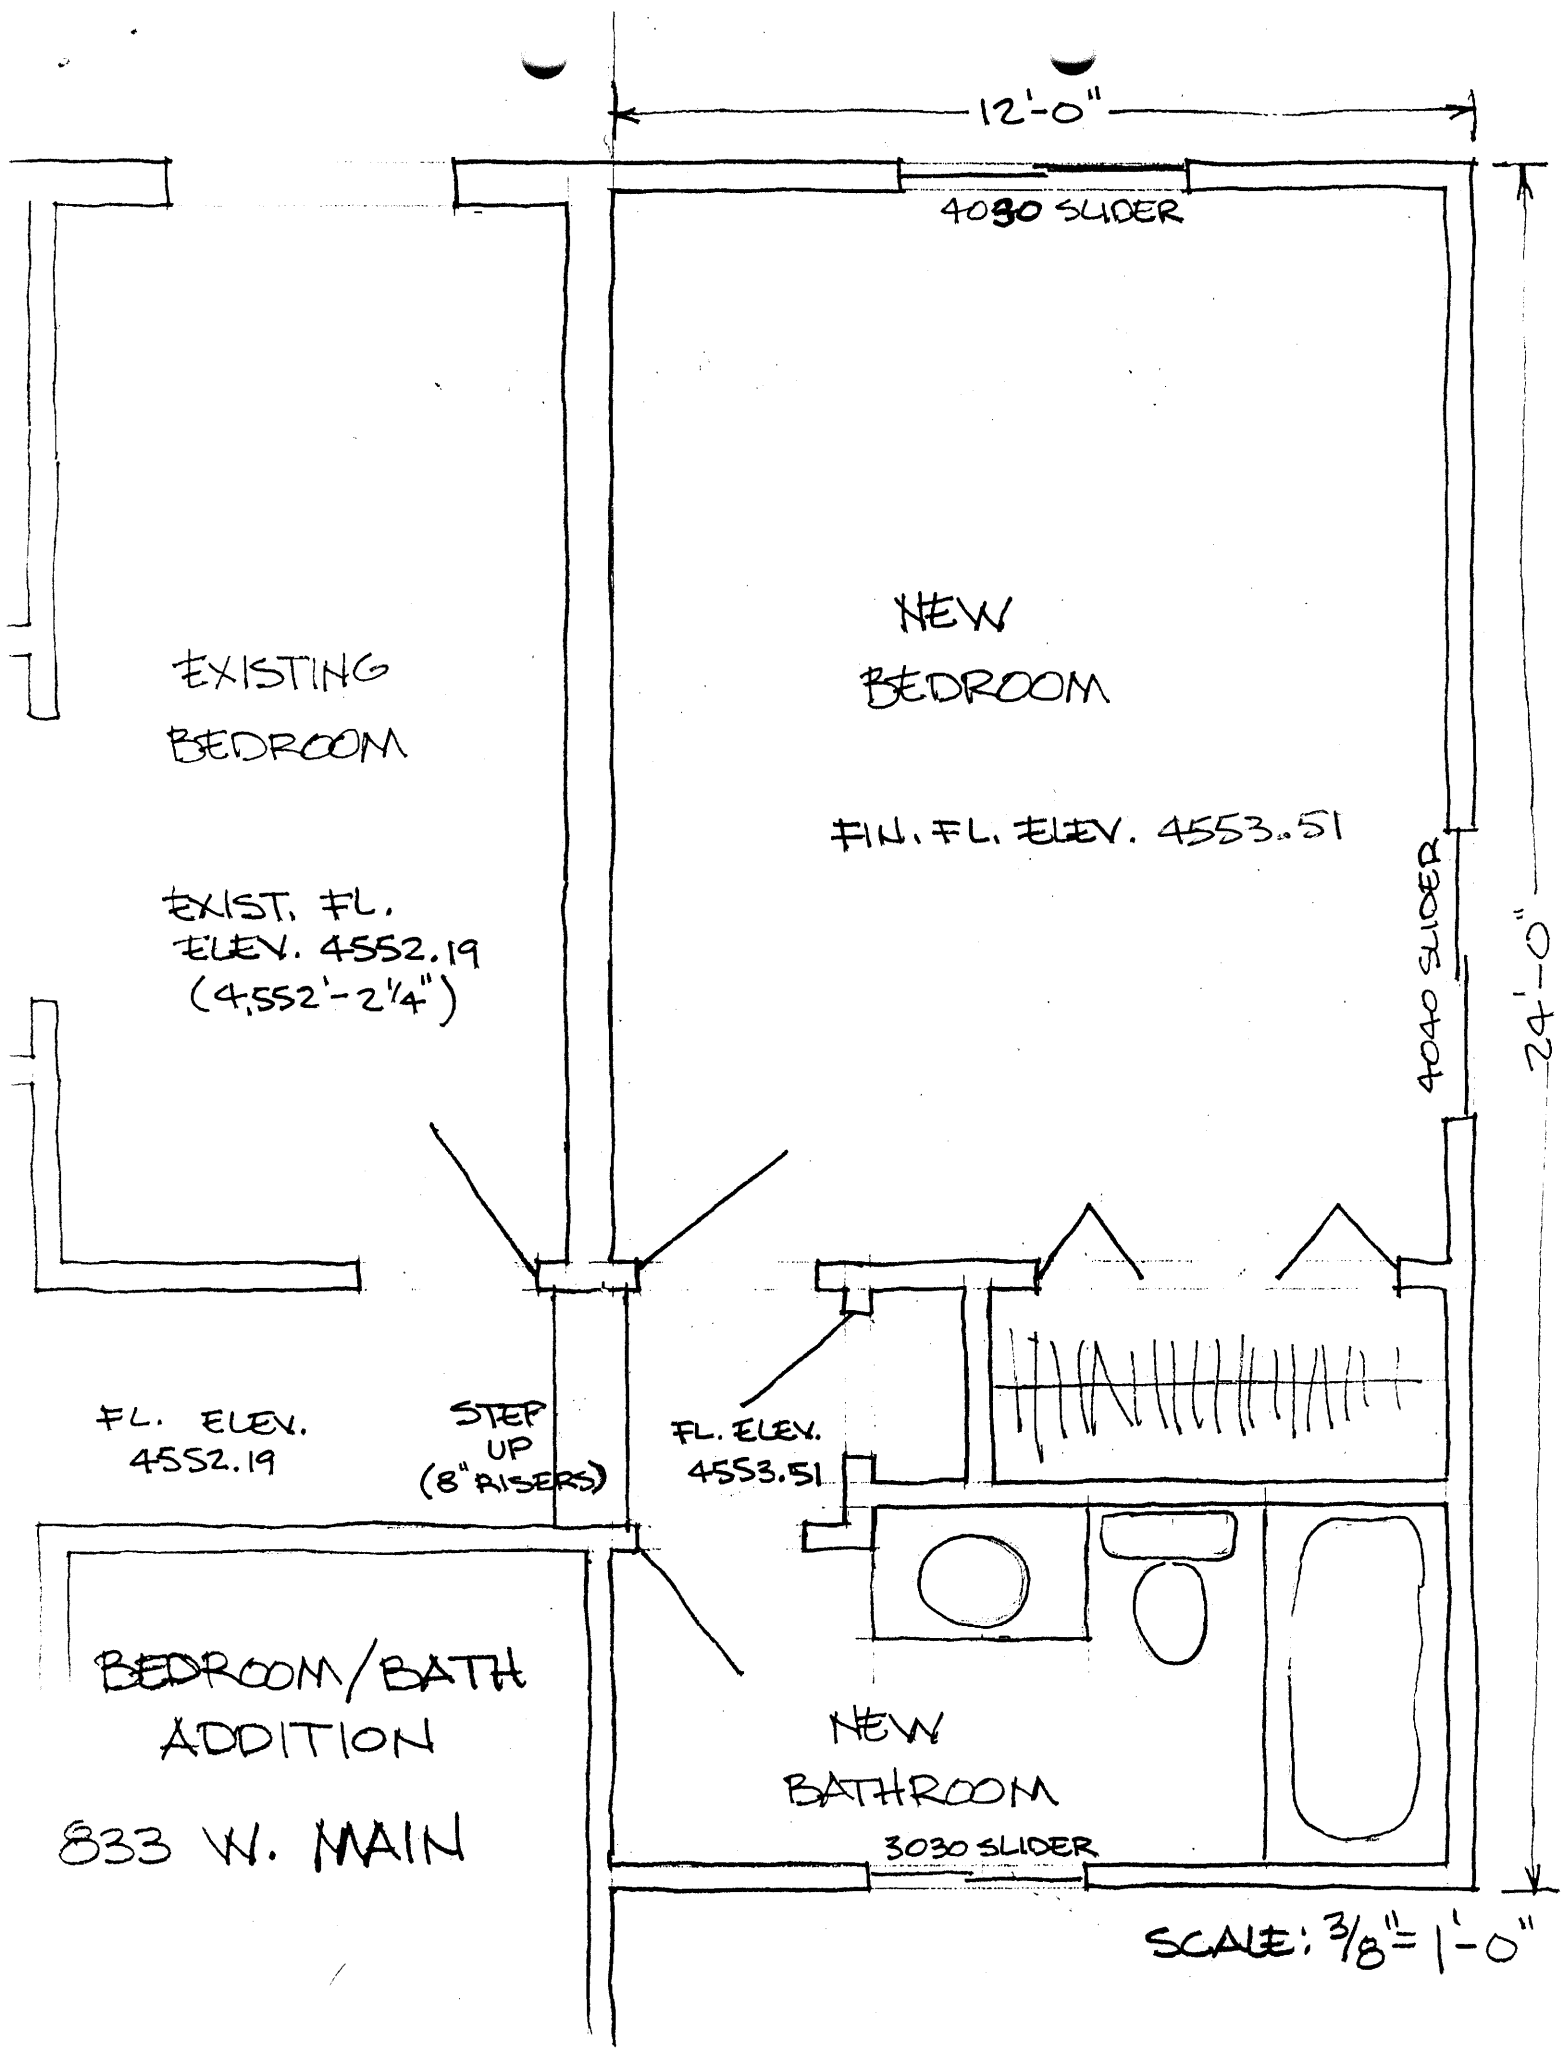 12'-0"
4030 SLIDER
NEW
BEDROOM
EXISTING
BEDROOM
FIN. FL. ELEV. 4553.51
4040 SLIDER
24'-0"
EXIST. FL.
ELEV. 4552.19
(4,552'-2¼")
FL. ELEV.
4552.19
STEP
UP
(8" RISERS)
FL. ELEV.
4553.51
BEDROOM/BATH
ADDITION
833 W. MAIN
NEW
BATHROOM
3030 SLIDER
SCALE: 3/8" = 1'-0"